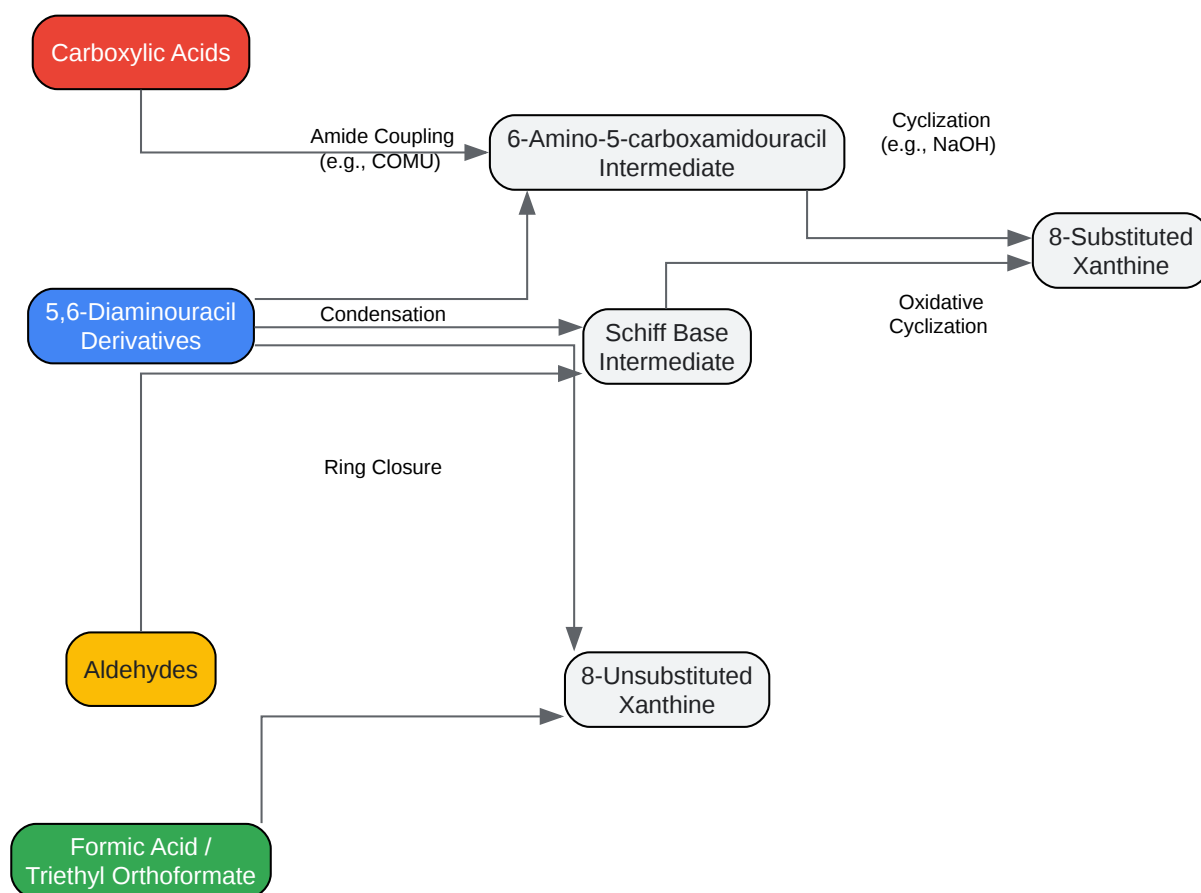 Carboxylic Acids
Amide Coupling
(e.g., COMU)
6-Amino-5-carboxamidouracil
Intermediate
Cyclization
(e.g., NaOH)
8-Substituted
Xanthine
5,6-Diaminouracil
Derivatives
Condensation
Schiff Base
Intermediate
Oxidative
Cyclization
Ring Closure
Aldehydes
8-Unsubstituted
Xanthine
Formic Acid /
Triethyl Orthoformate